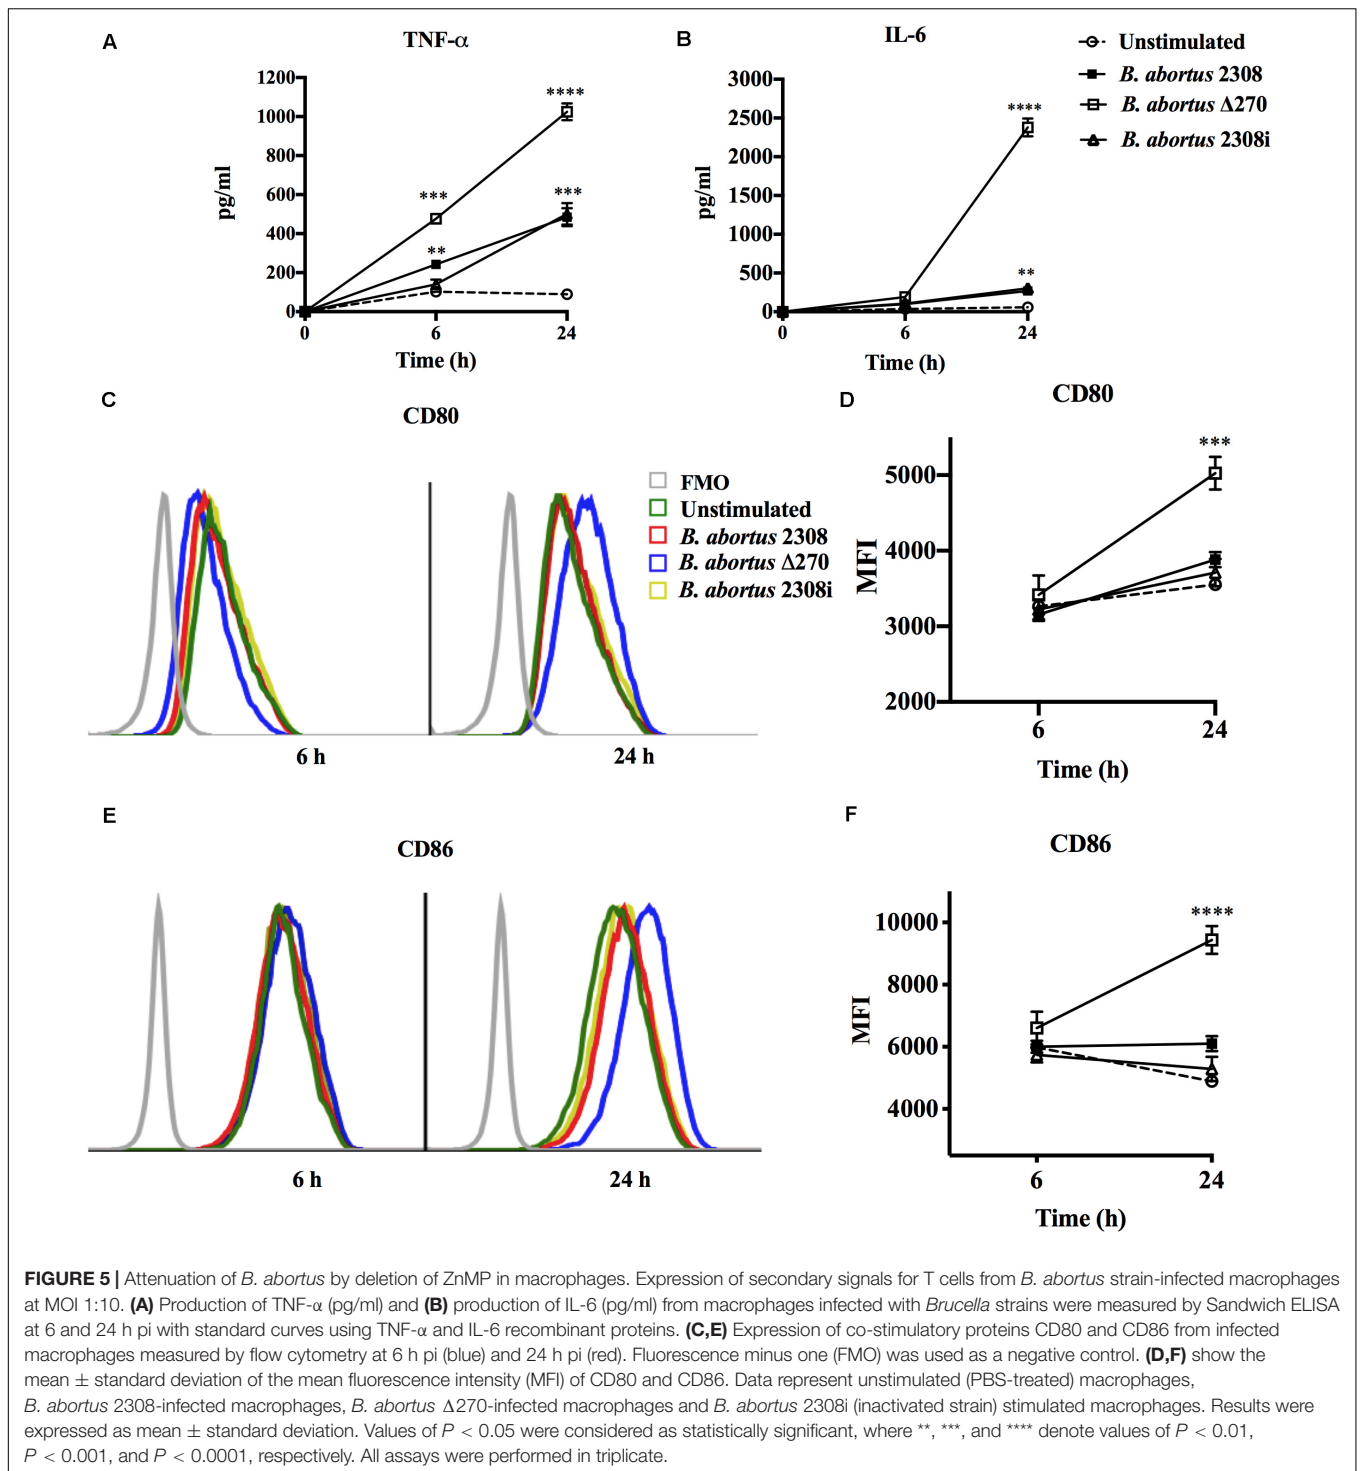 A
TNF-α
****
***
***
**
1200
1000
800
600
400
200
0
pg/ml
0 6 24
Time (h)
B
IL-6
****
**
3000
2500
2000
1500
1000
500
0
pg/ml
0 6 24
Time (h)
Unstimulated
B. abortus 2308
B. abortus Δ270
B. abortus 2308i
C
CD80
FMO
Unstimulated
B. abortus 2308
B. abortus Δ270
B. abortus 2308i
6 h 24 h
D
CD80
***
5000
4000
3000
2000
MFI
6 24
Time (h)
E
CD86
6 h 24 h
F
CD86
****
10000
8000
6000
4000
MFI
6 24
Time (h)
FIGURE 5 | Attenuation of B. abortus by deletion of ZnMP in macrophages. Expression of secondary signals for T cells from B. abortus strain-infected macrophages
at MOI 1:10. (A) Production of TNF-α (pg/ml) and (B) production of IL-6 (pg/ml) from macrophages infected with Brucella strains were measured by Sandwich ELISA
at 6 and 24 h pi with standard curves using TNF-α and IL-6 recombinant proteins. (C,E) Expression of co-stimulatory proteins CD80 and CD86 from infected
macrophages measured by flow cytometry at 6 h pi (blue) and 24 h pi (red). Fluorescence minus one (FMO) was used as a negative control. (D,F) show the
mean ± standard deviation of the mean fluorescence intensity (MFI) of CD80 and CD86. Data represent unstimulated (PBS-treated) macrophages,
B. abortus 2308-infected macrophages, B. abortus Δ270-infected macrophages and B. abortus 2308i (inactivated strain) stimulated macrophages. Results were
expressed as mean ± standard deviation. Values of P < 0.05 were considered as statistically significant, where **, ***, and **** denote values of P < 0.01,
P < 0.001, and P < 0.0001, respectively. All assays were performed in triplicate.